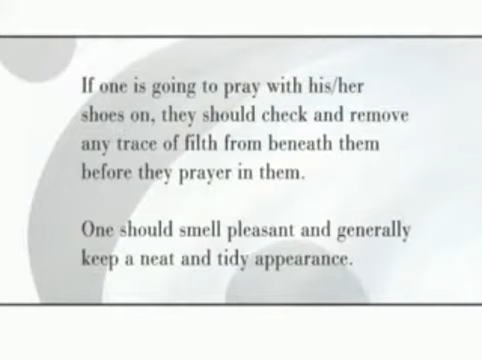 If one is going to pray with his/her
shoes on, they should check and remove
any trace of filth from beneath them
before they prayer in them.
One should smell pleasant and generally
keep a neat and tidy appearance.